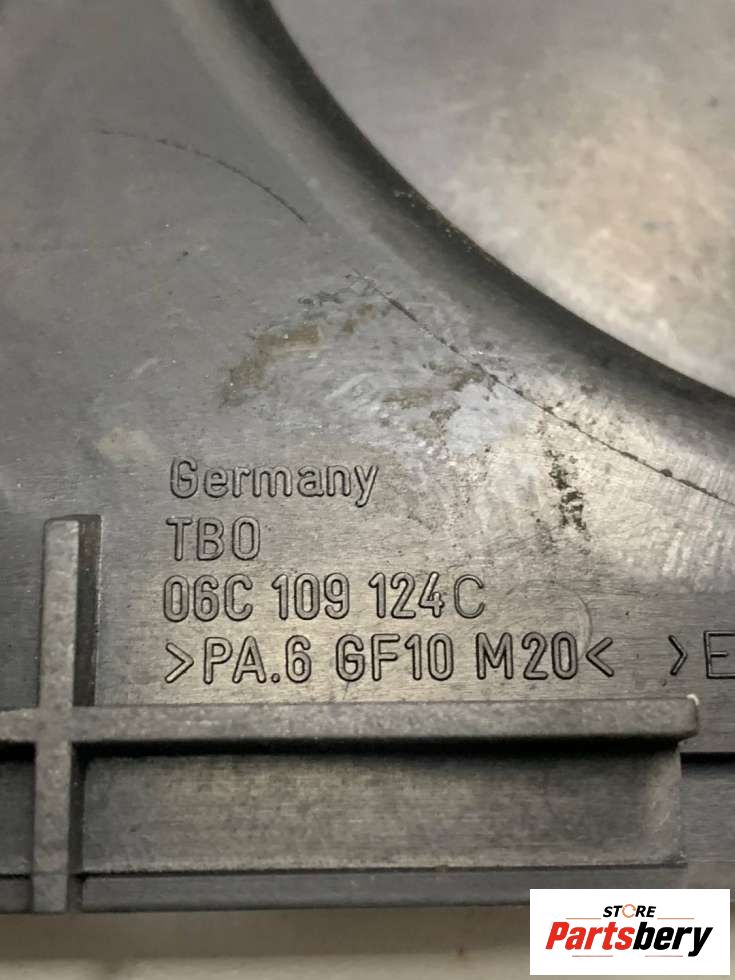 Germany
TBO
06C 109 124C
>PA.6 GF10 M20< >E
STORE
Partsbery